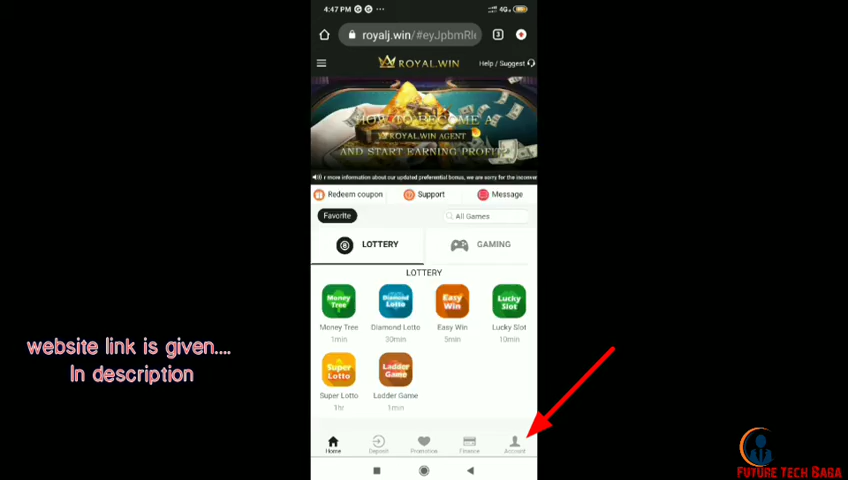 4:47 PM
4G
royalj.win/#eyJpbmRl
3
ROYAL.WIN
Help / Suggest
HOW TO BECOME A
ROYAL.WIN AGENT
AND START EARNING PROFIT?
r more information about our updated preferential bonus, we are sorry for the inconven
Redeem coupon
Support
Message
Favorite
All Games
LOTTERY
GAMING
LOTTERY
Money Tree
Diamond Lotto
Easy Win
Lucky Slot
Money Tree
Diamond Lotto
Easy Win
Lucky Slot
1min
30min
5min
10min
Super Lotto
Ladder Game
Super Lotto
Ladder Game
1hr
1min
Home
Deposit
Promotion
Finance
Account
website link is given....
In description
FUTURE TECH BABA